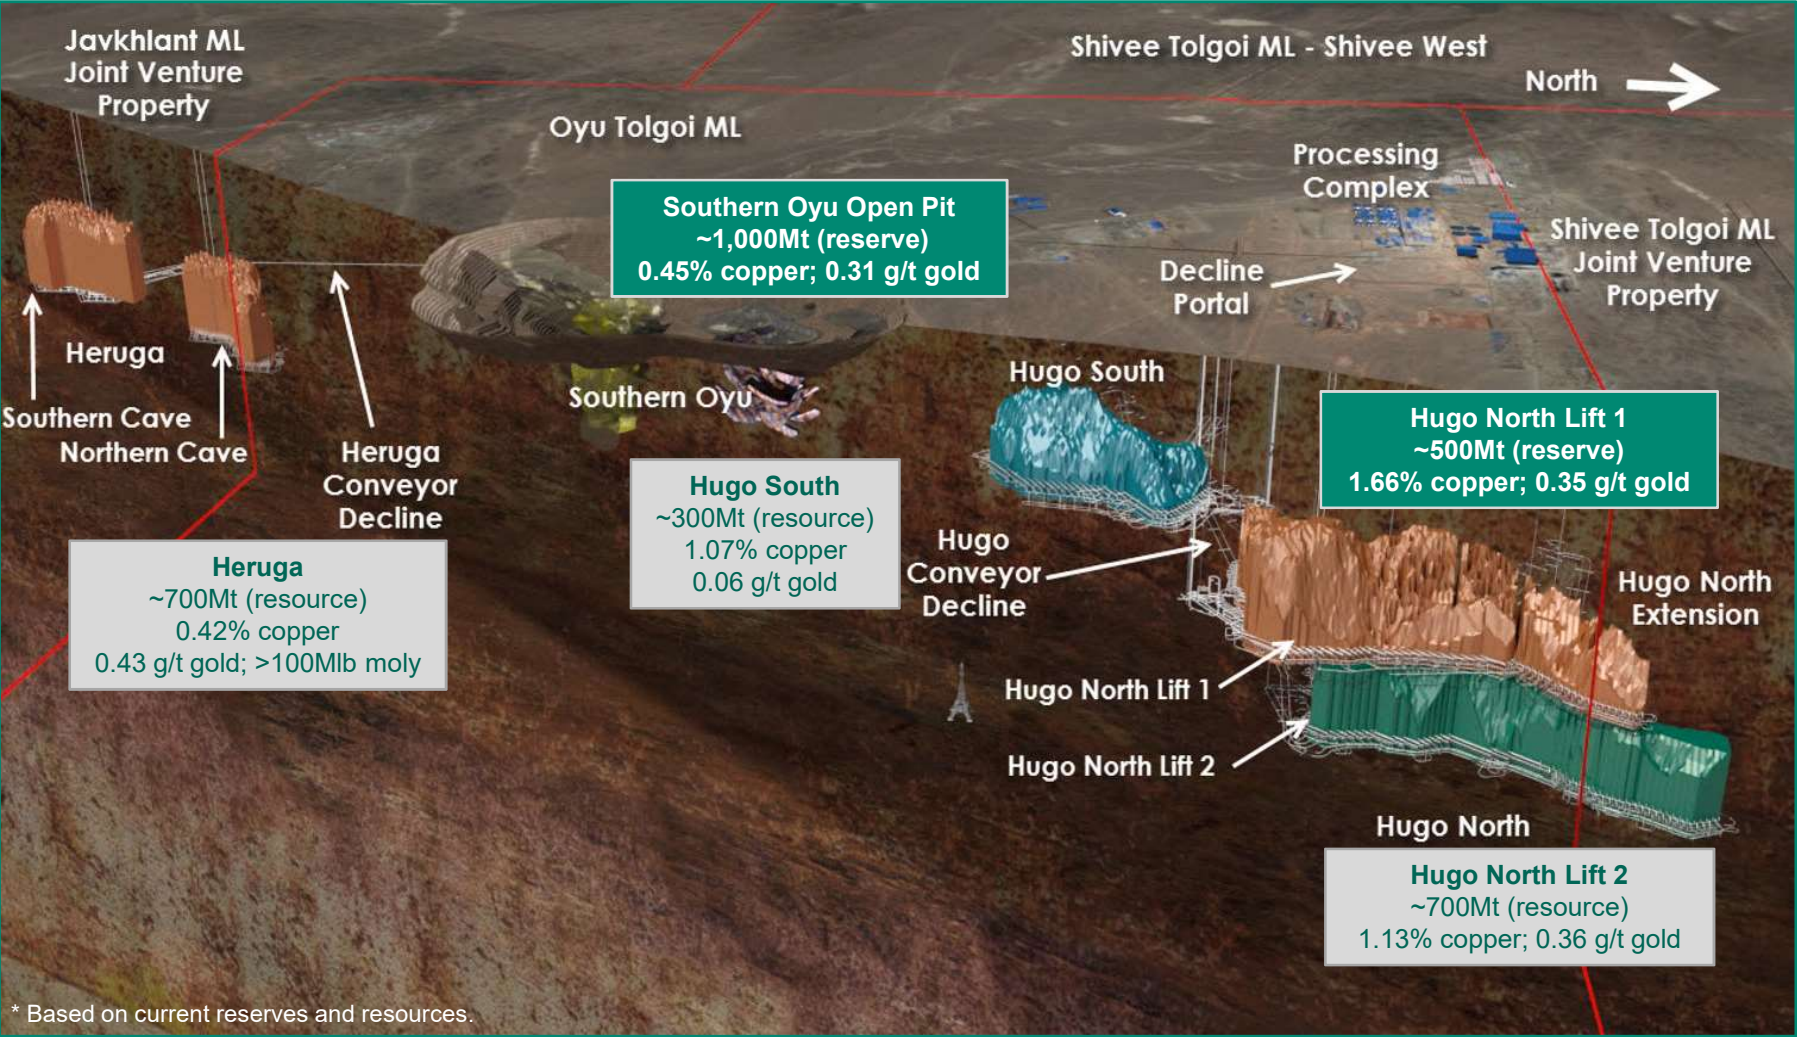 Javkhlant ML
Joint Venture
Property
Shivee Tolgoi ML - Shivee West
North
Oyu Tolgoi ML
Processing
Complex
Southern Oyu Open Pit
~1,000Mt (reserve)
0.45% copper; 0.31 g/t gold
Shivee Tolgoi ML
Joint Venture
Property
Decline
Portal
Heruga
Southern Cave
Northern Cave
Heruga
Conveyor
Decline
Southern Oyu
Hugo South
Hugo North Lift 1
~500Mt (reserve)
1.66% copper; 0.35 g/t gold
Hugo South
~300Mt (resource)
1.07% copper
0.06 g/t gold
Hugo
Conveyor
Decline
Heruga
~700Mt (resource)
0.42% copper
0.43 g/t gold; >100Mlb moly
Hugo North
Extension
Hugo North Lift 1
Hugo North Lift 2
Hugo North
Hugo North Lift 2
~700Mt (resource)
1.13% copper; 0.36 g/t gold
* Based on current reserves and resources.